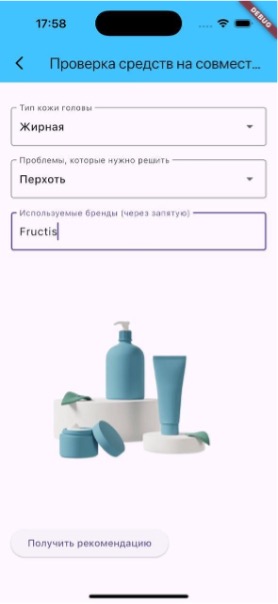 17:58
DEBUG
Проверка средств на совмест...
Тип кожи головы
Жирная
Проблемы, которые нужно решить
Перхоть
Используемые бренды (через запятую)
Fructis
Получить рекомендацию